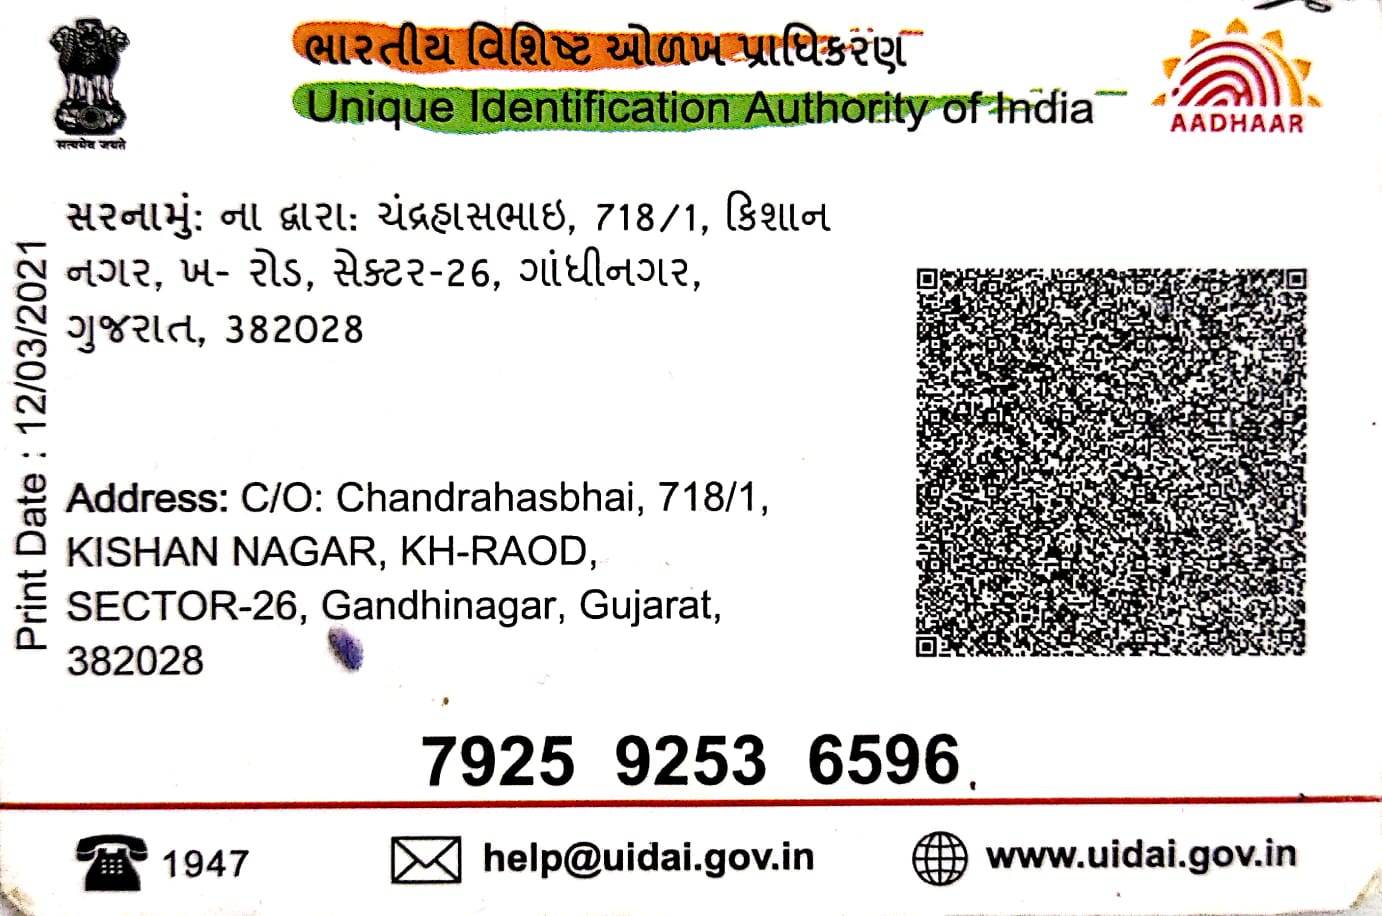 ભારતીય વિશિષ્ટ ઓળખ પ્રાધિકરણ
Unique Identification Authority of India
सत्यमेव जयते
AADHAAR
સરનામું: ના દ્વારા: ચંદ્રહાસભાઇ, 718/1, કિશાન
નગર, ખ- રોડ, સેક્ટર-26, ગાંધીનગર,
ગુજરાત, 382028
Print Date : 12/03/2021
Address: C/O: Chandrahasbhai, 718/1,
KISHAN NAGAR, KH-RAOD,
SECTOR-26, Gandhinagar, Gujarat,
382028
7925 9253 6596
1947
help@uidai.gov.in
www.uidai.gov.in